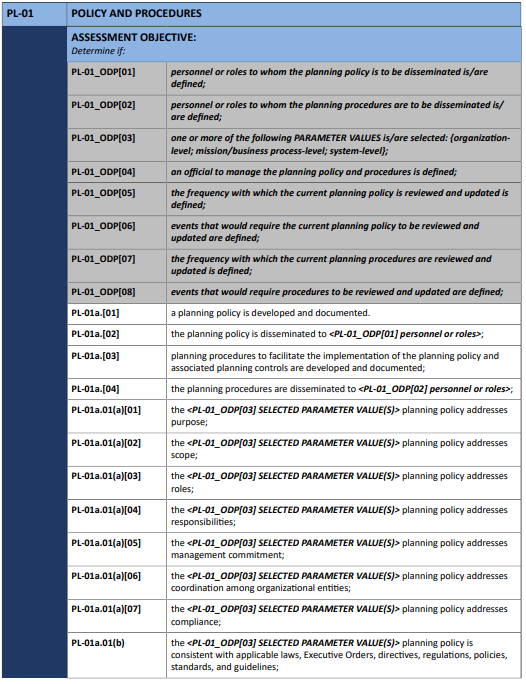 PL-01 POLICY AND PROCEDURES
ASSESSMENT OBJECTIVE:
Determine if:
PL-01_ODP[01] personnel or roles to whom the planning policy is to be disseminated is/are
defined;
PL-01_ODP[02] personnel or roles to whom the planning procedures are to be disseminated is/
are defined;
PL-01_ODP[03] one or more of the following PARAMETER VALUES is/are selected: {organization-
level; mission/business process-level; system-level};
PL-01_ODP[04] an official to manage the planning policy and procedures is defined;
PL-01_ODP[05] the frequency with which the current planning policy is reviewed and updated is
defined;
PL-01_ODP[06] events that would require the current planning policy to be reviewed and
updated are defined;
PL-01_ODP[07] the frequency with which the current planning procedures are reviewed and
updated is defined;
PL-01_ODP[08] events that would require procedures to be reviewed and updated are defined;
PL-01a.[01] a planning policy is developed and documented.
PL-01a.[02] the planning policy is disseminated to <PL-01_ODP[01] personnel or roles>;
PL-01a.[03] planning procedures to facilitate the implementation of the planning policy and
associated planning controls are developed and documented;
PL-01a.[04] the planning procedures are disseminated to <PL-01_ODP[02] personnel or roles>;
PL-01a.01(a)[01] the <PL-01_ODP[03] SELECTED PARAMETER VALUE(S)> planning policy addresses
purpose;
PL-01a.01(a)[02] the <PL-01_ODP[03] SELECTED PARAMETER VALUE(S)> planning policy addresses
scope;
PL-01a.01(a)[03] the <PL-01_ODP[03] SELECTED PARAMETER VALUE(S)> planning policy addresses
roles;
PL-01a.01(a)[04] the <PL-01_ODP[03] SELECTED PARAMETER VALUE(S)> planning policy addresses
responsibilities;
PL-01a.01(a)[05] the <PL-01_ODP[03] SELECTED PARAMETER VALUE(S)> planning policy addresses
management commitment;
PL-01a.01(a)[06] the <PL-01_ODP[03] SELECTED PARAMETER VALUE(S)> planning policy addresses
coordination among organizational entities;
PL-01a.01(a)[07] the <PL-01_ODP[03] SELECTED PARAMETER VALUE(S)> planning policy addresses
compliance;
PL-01a.01(b) the <PL-01_ODP[03] SELECTED PARAMETER VALUE(S)> planning policy is
consistent with applicable laws, Executive Orders, directives, regulations, policies,
standards, and guidelines;